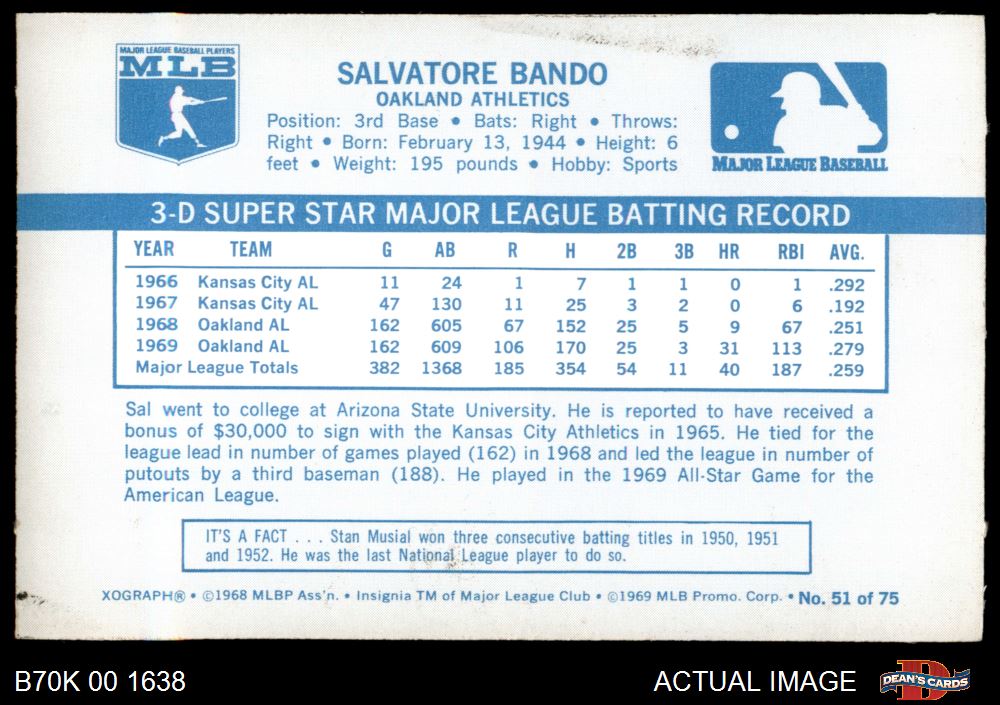 MAJOR LEAGUE BASEBALL PLAYERS
MLB
SALVATORE BANDO
OAKLAND ATHLETICS
Position: 3rd Base • Bats: Right • Throws:
Right • Born: February 13, 1944 • Height: 6
feet • Weight: 195 pounds • Hobby: Sports
MAJOR LEAGUE BASEBALL
3-D SUPER STAR MAJOR LEAGUE BATTING RECORD
YEAR TEAM G AB R H 2B 3B HR RBI AVG.
1966 Kansas City AL 11 24 1 7 1 1 0 1 .292
1967 Kansas City AL 47 130 11 25 3 2 0 6 .192
1968 Oakland AL 162 605 67 152 25 5 9 67 .251
1969 Oakland AL 162 609 106 170 25 3 31 113 .279
Major League Totals 382 1368 185 354 54 11 40 187 .259
Sal went to college at Arizona State University. He is reported to have received a
bonus of $30,000 to sign with the Kansas City Athletics in 1965. He tied for the
league lead in number of games played (162) in 1968 and led the league in number of
putouts by a third baseman (188). He played in the 1969 All-Star Game for the
American League.
IT'S A FACT . . . Stan Musial won three consecutive batting titles in 1950, 1951
and 1952. He was the last National League player to do so.
XOGRAPH® • ©1968 MLBP Ass'n. • Insignia TM of Major League Club • ©1969 MLB Promo. Corp. • No. 51 of 75
B70K 00 1638
ACTUAL IMAGE
DEAN'S CARDS